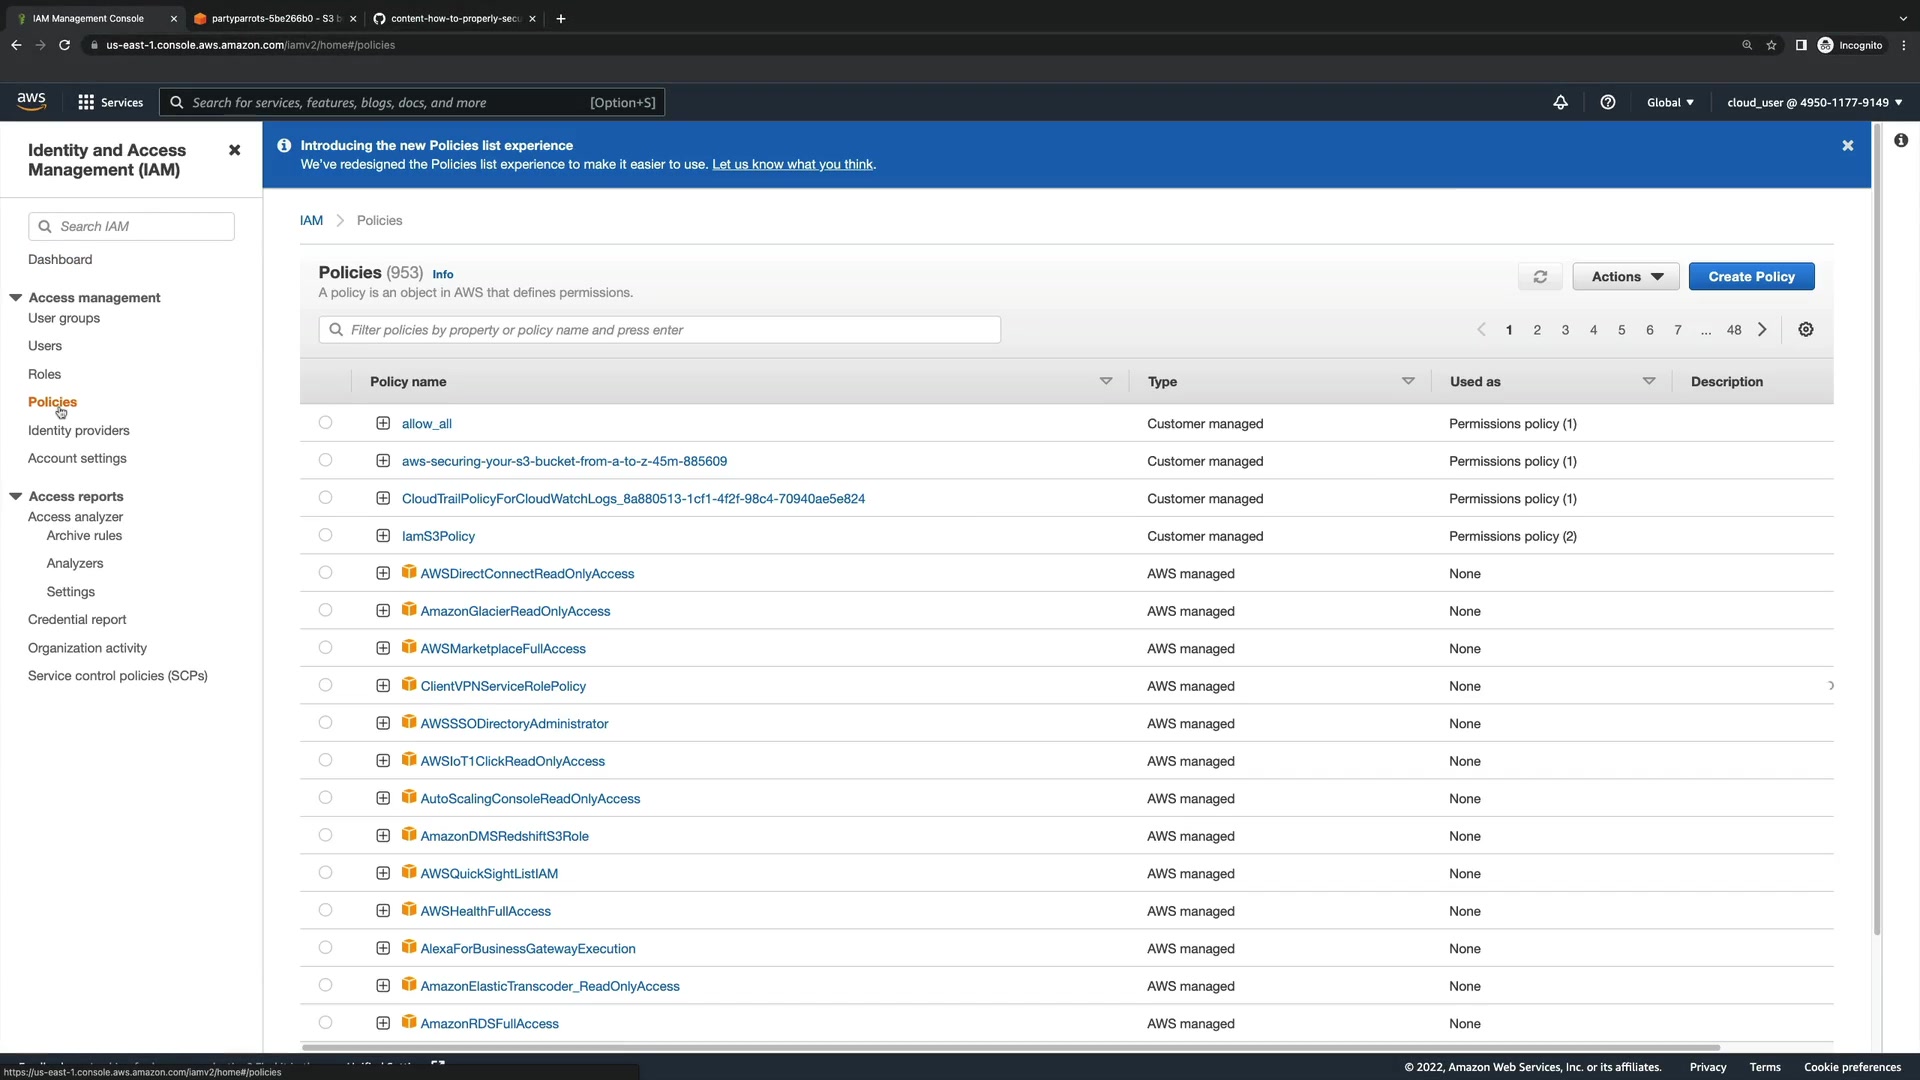 IAM Management Console
partyparrots-5be266b0 - S3 b
content-how-to-properly-secu
us-east-1.console.aws.amazon.com/iamv2/home#/policies
Incognito
aws
Services
Search for services, features, blogs, docs, and more
[Option+S]
Global
cloud_user @ 4950-1177-9149
Identity and Access
Management (IAM)
Search IAM
Dashboard
Access management
User groups
Users
Roles
Policies
Identity providers
Account settings
Access reports
Access analyzer
Archive rules
Analyzers
Settings
Credential report
Organization activity
Service control policies (SCPs)
Introducing the new Policies list experience
We've redesigned the Policies list experience to make it easier to use. Let us know what you think.
IAM
Policies
Policies (953) Info
A policy is an object in AWS that defines permissions.
Actions
Create Policy
Filter policies by property or policy name and press enter
1 2 3 4 5 6 7 ... 48
Policy name Type Used as Description
allow_all Customer managed Permissions policy (1)
aws-securing-your-s3-bucket-from-a-to-z-45m-885609 Customer managed Permissions policy (1)
CloudTrailPolicyForCloudWatchLogs_8a880513-1cf1-4f2f-98c4-70940ae5e824 Customer managed Permissions policy (1)
IamS3Policy Customer managed Permissions policy (2)
AWSDirectConnectReadOnlyAccess AWS managed None
AmazonGlacierReadOnlyAccess AWS managed None
AWSMarketplaceFullAccess AWS managed None
ClientVPNServiceRolePolicy AWS managed None
AWSSSODirectoryAdministrator AWS managed None
AWSIoT1ClickReadOnlyAccess AWS managed None
AutoScalingConsoleReadOnlyAccess AWS managed None
AmazonDMSRedshiftS3Role AWS managed None
AWSQuickSightListIAM AWS managed None
AWSHealthFullAccess AWS managed None
AlexaForBusinessGatewayExecution AWS managed None
AmazonElasticTranscoder_ReadOnlyAccess AWS managed None
AmazonRDSFullAccess AWS managed None
https://us-east-1.console.aws.amazon.com/iamv2/home#/policies
© 2022, Amazon Web Services, Inc. or its affiliates. Privacy Terms Cookie preferences